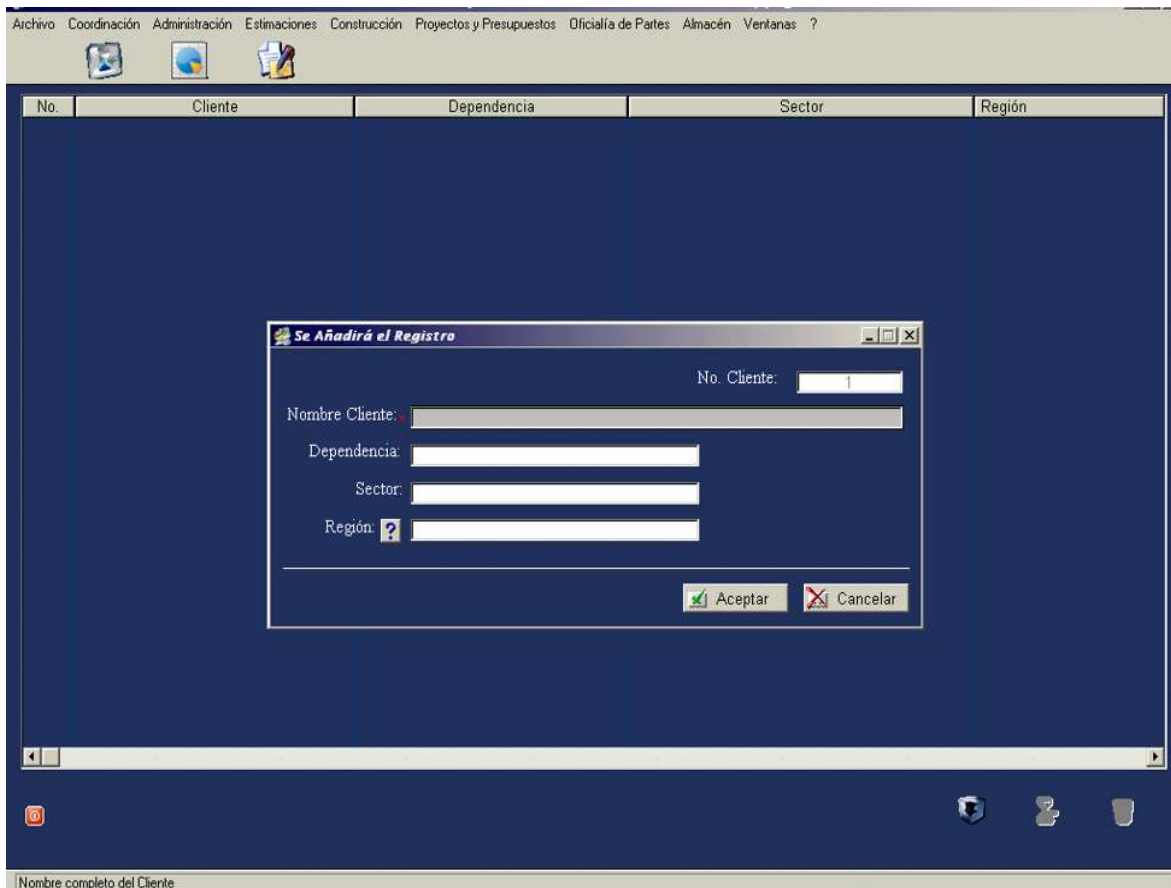 Archivo Coordinación Administración Estimaciones Construcción Proyectos y Presupuestos Oficialía de Partes Almacén Ventanas ?
No. Cliente Dependencia Sector Región
Se Añadirá el Registro
No. Cliente: 1
Nombre Cliente:
Dependencia:
Sector:
Región: ?
Aceptar Cancelar
Nombre completo del Cliente